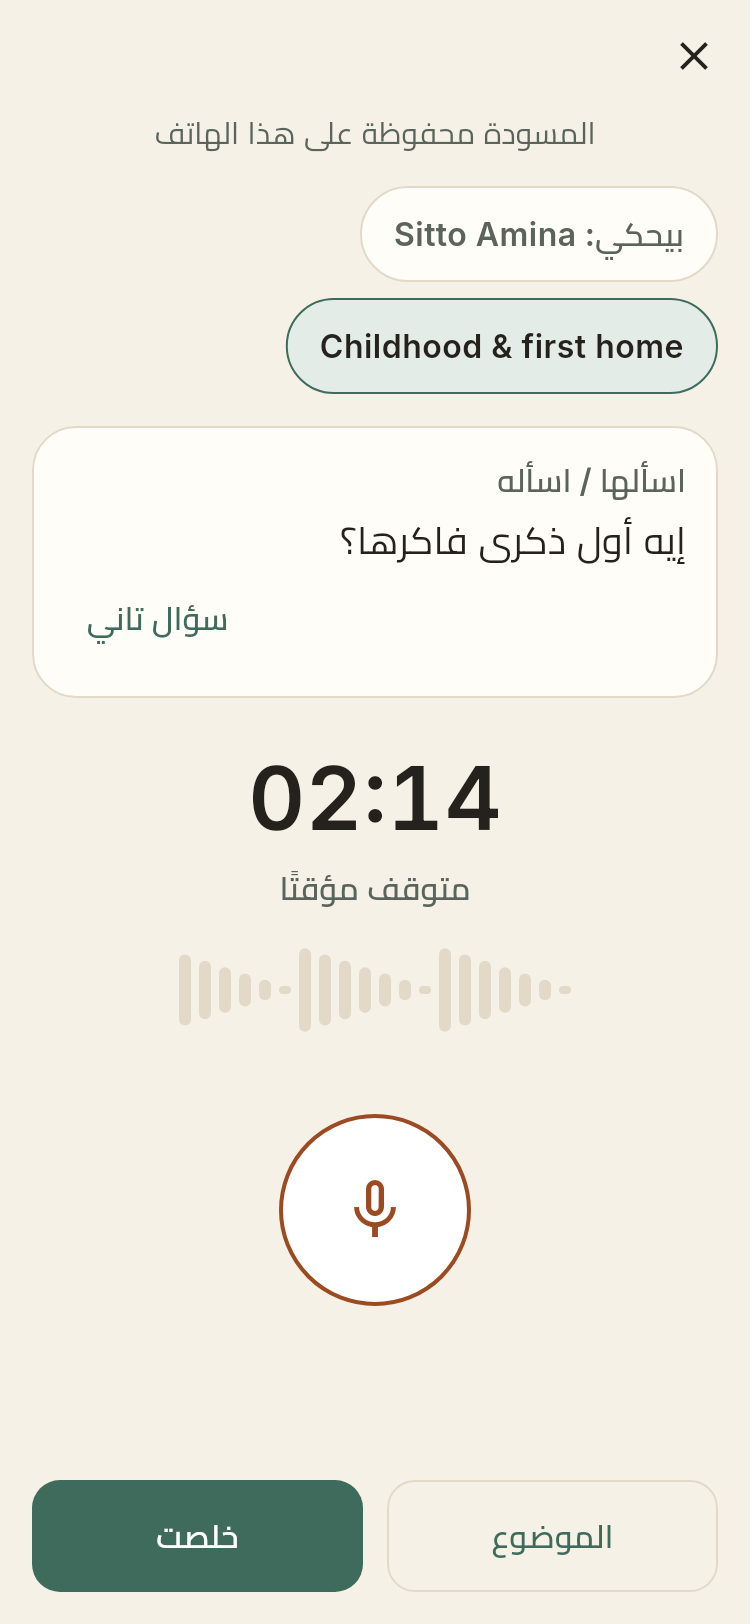 المسودة محفوظة على هذا الهاتف
بيحكي: Sitto Amina
Childhood & first home
اسألها / اسأله
إيه أول ذكرى فاكرها؟
سؤال تاني
02:14
متوقف مؤقتًا
الموضوع
خلصت